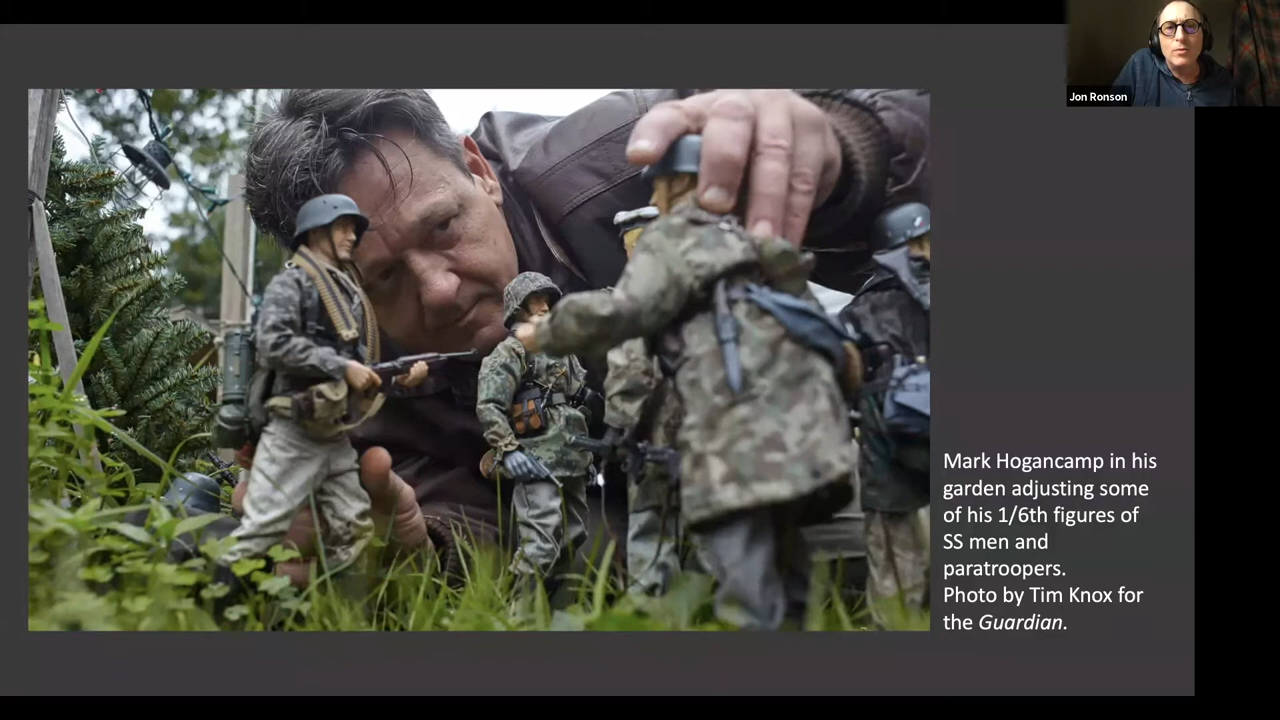 Jon Ronson
Mark Hogancamp in his
garden adjusting some
of his 1/6th figures of
SS men and
paratroopers.
Photo by Tim Knox for
the Guardian.